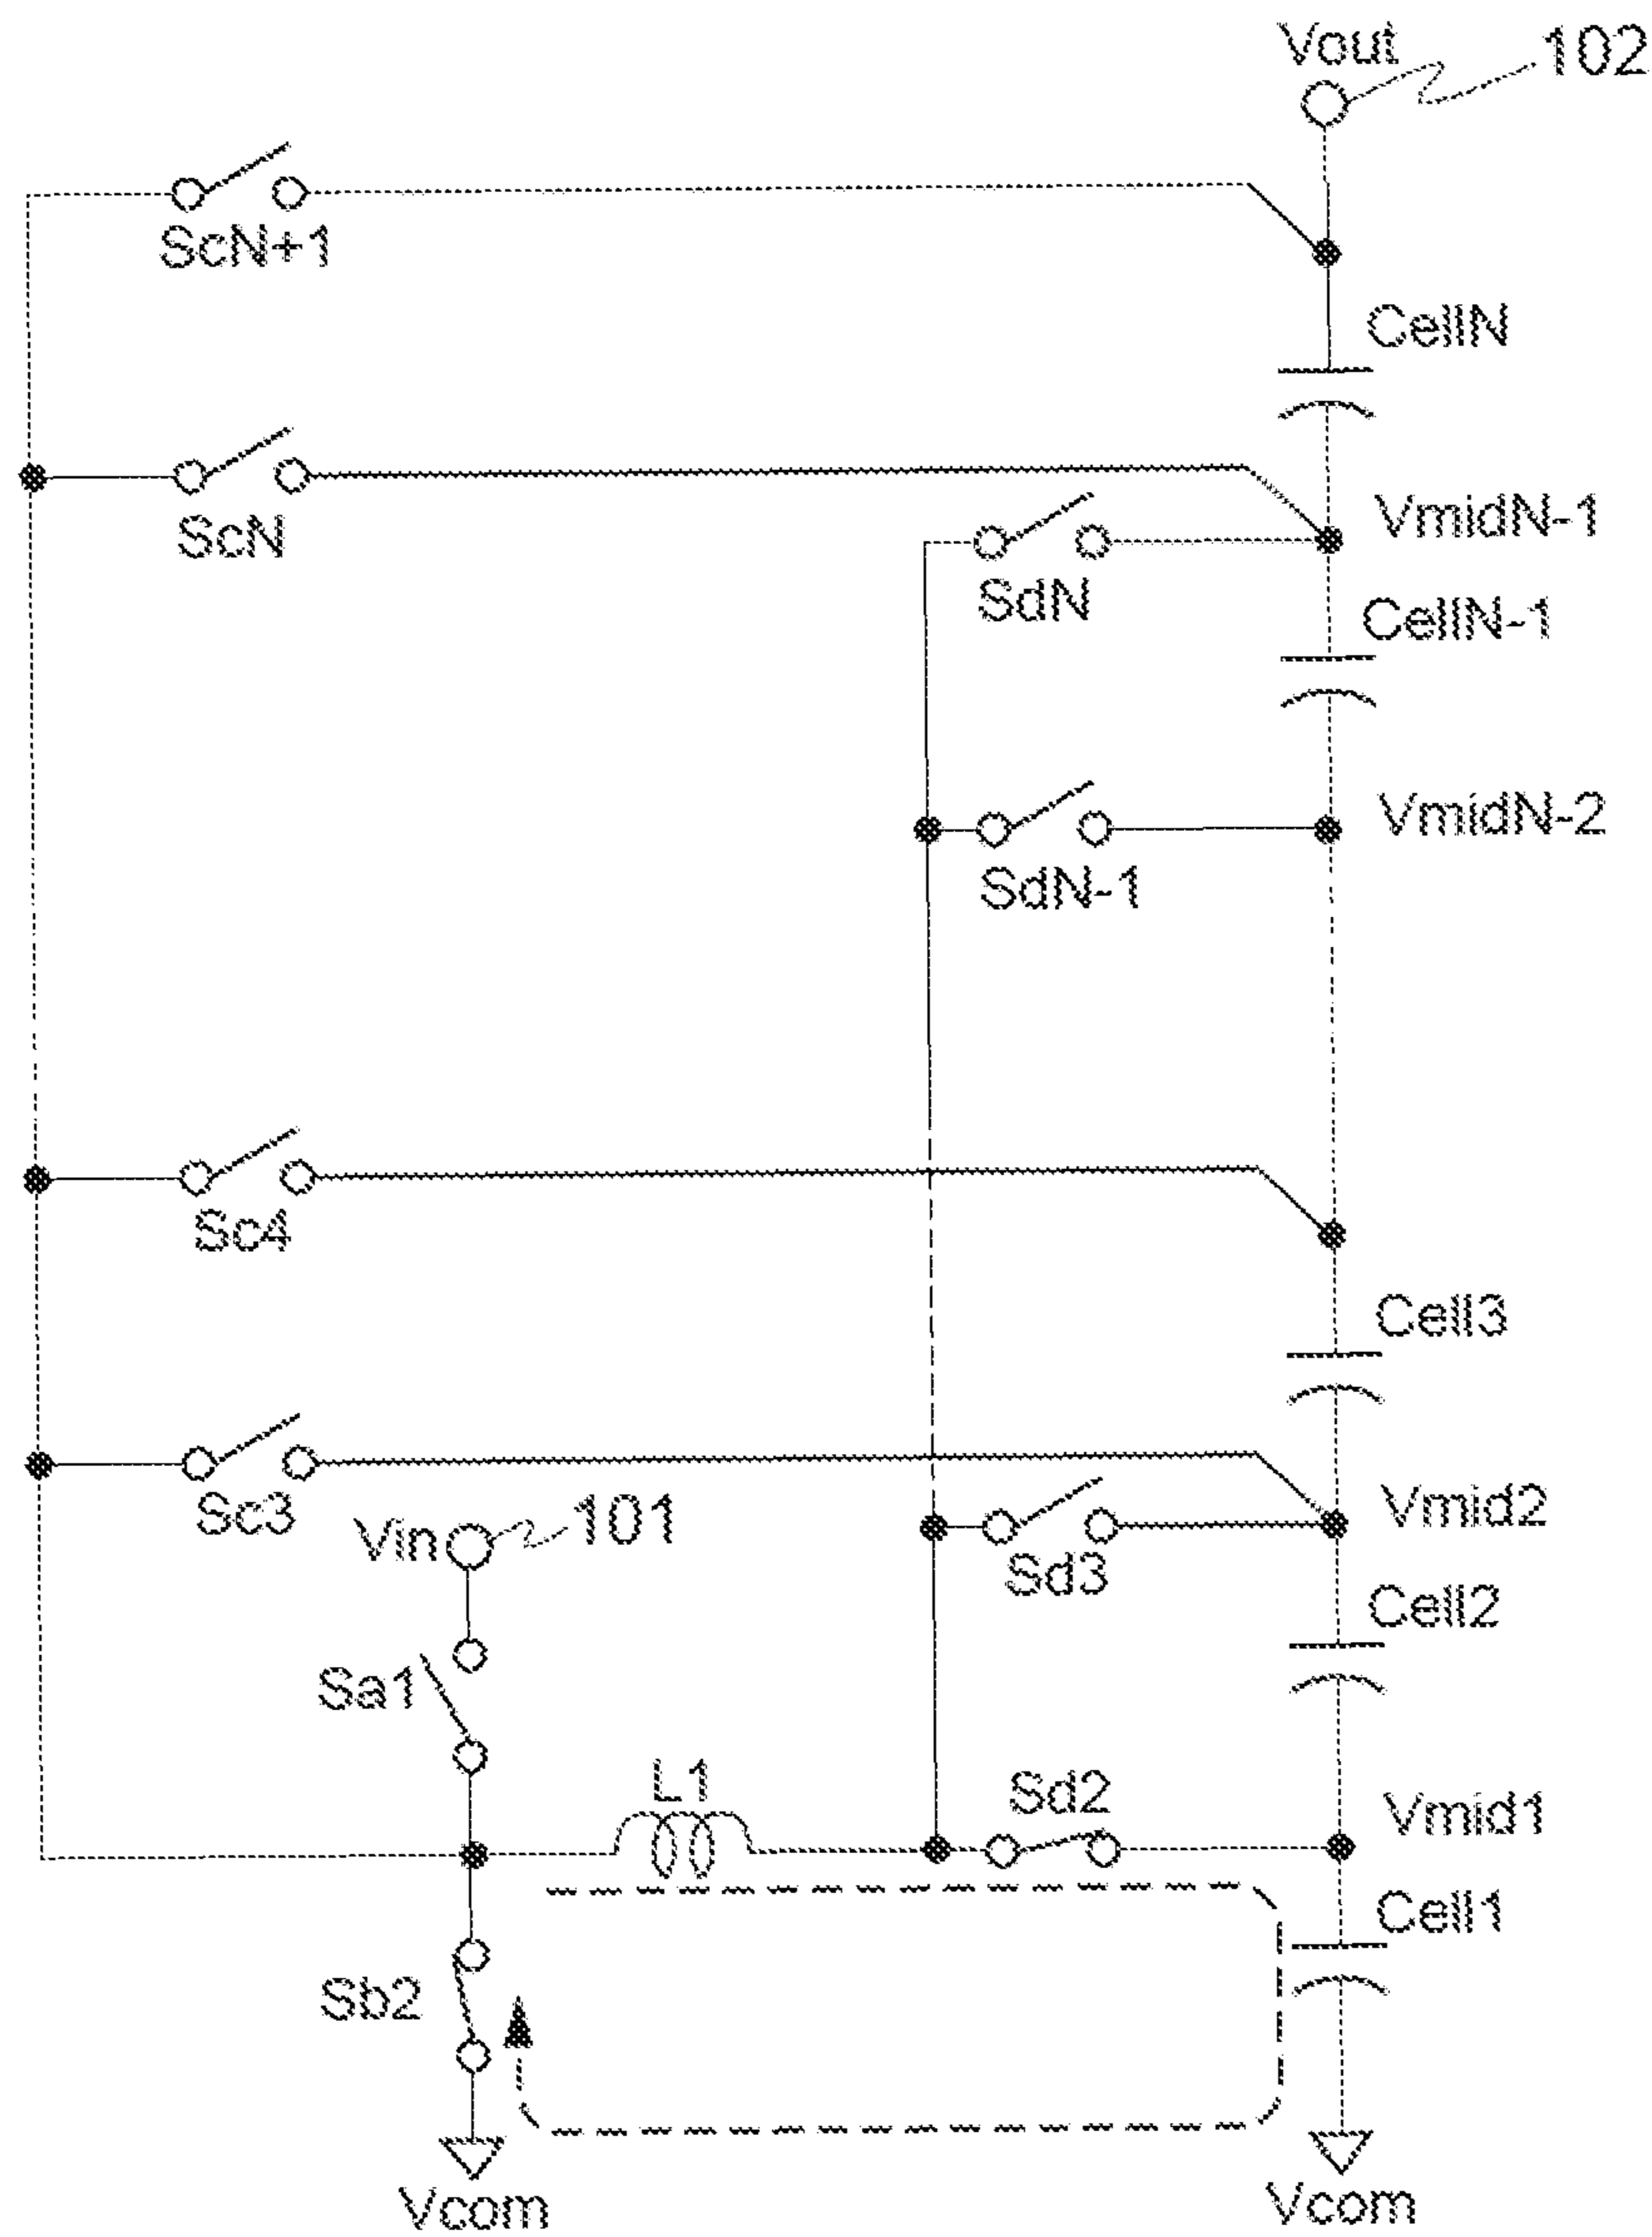 Vout
102
ScN+1
CellN
ScN
VmidN-1
SdN
CellN-1
VmidN-2
SdN-1
Sc4
Cell3
Sc3
Vin
101
Vmid2
Sd3
Cell2
Sa1
L1
Sd2
Vmid1
Cell1
Sb2
Vcom
Vcom